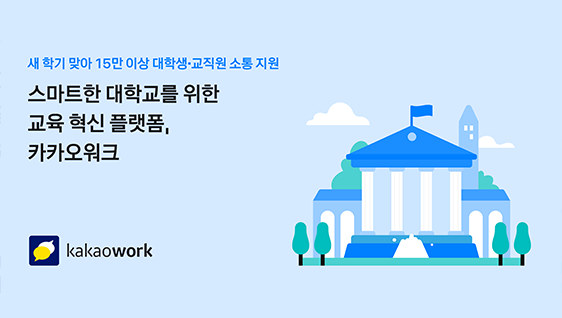 새 학기 맞아 15만 이상 대학생·교직원 소통 지원
스마트한 대학교를 위한
교육 혁신 플랫폼,
카카오워크
kakaowork